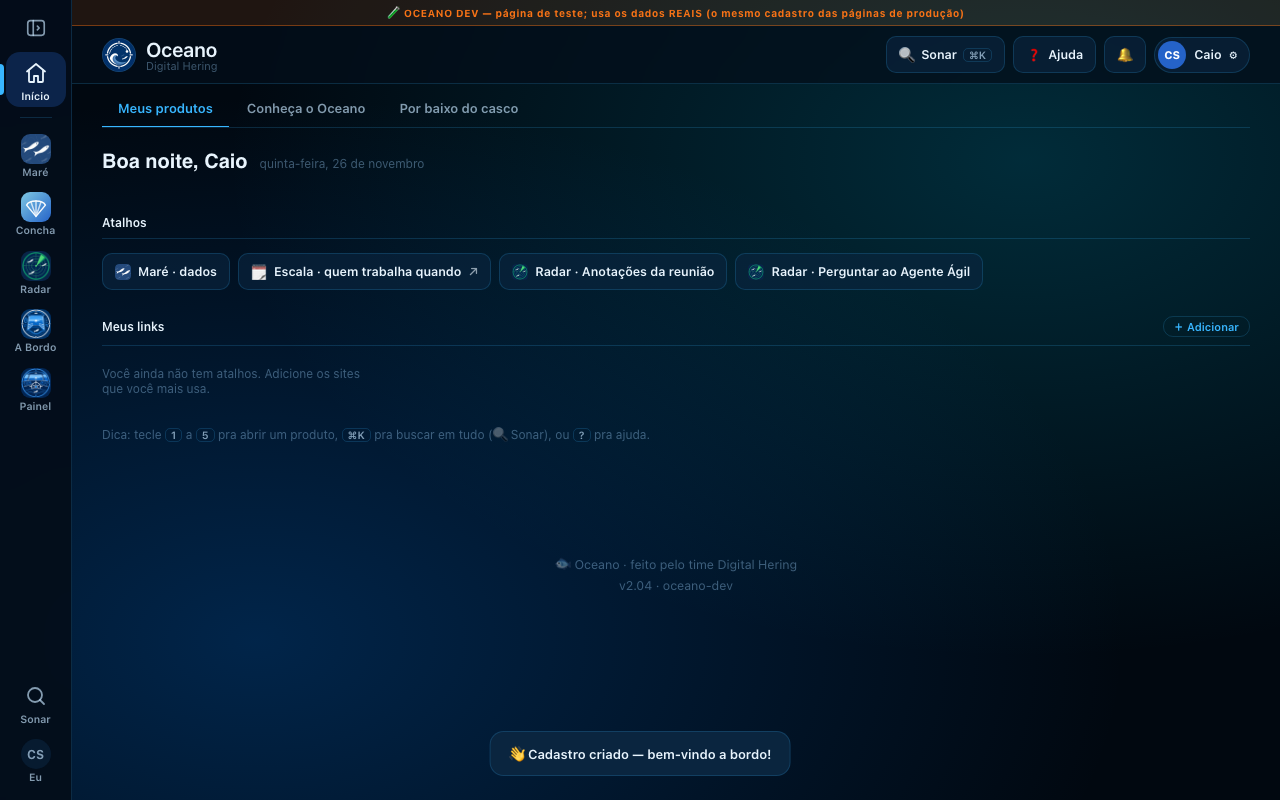 OCEANO DEV — página de teste; usa os dados REAIS (o mesmo cadastro das páginas de produção)
Oceano
Digital Hering
Sonar ⌘K
Ajuda
CS Caio
Início
Maré
Concha
Radar
A Bordo
Painel
Sonar
CS
Eu
Meus produtos
Conheça o Oceano
Por baixo do casco
Boa noite, Caio quinta-feira, 26 de novembro
Atalhos
Maré · dados
Escala · quem trabalha quando ↗
Radar · Anotações da reunião
Radar · Perguntar ao Agente Ágil
Meus links
+ Adicionar
Você ainda não tem atalhos. Adicione os sites
que você mais usa.
Dica: tecle 1 a 5 pra abrir um produto, ⌘K pra buscar em tudo (🔍 Sonar), ou ? pra ajuda.
Oceano · feito pelo time Digital Hering
v2.04 · oceano-dev
Cadastro criado — bem-vindo a bordo!